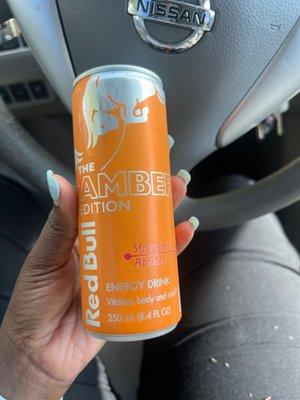 NISSAN
THE
AMBER
EDITION
Red Bull
Strawberry
Apricot
ENERGY DRINK
Vitalizes body and mind.
250 mL (8.4 FL OZ)